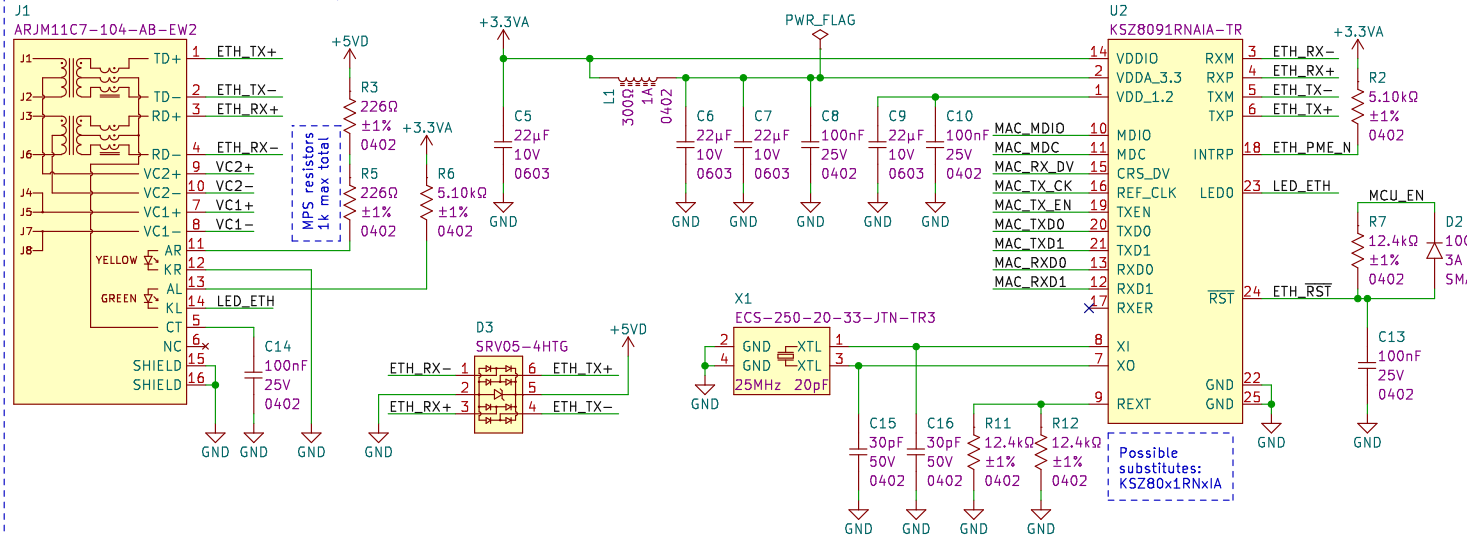 J1
ARJM11C7-104-AB-EW2
J1
J2
J3
J6
J4
J5
J7
J8
TD+ 1 ETH_TX+
TD- 2 ETH_TX-
RD+ 3 ETH_RX+
RD- 4 ETH_RX-
VC2+ 9 VC2+
VC2- 10 VC2-
VC1+ 7 VC1+
VC1- 8 VC1-
AR 11
YELLOW
KR 12
AL 13
GREEN
KL 14 LED_ETH
CT 5
NC 6
SHIELD 15
SHIELD 16
GND
GND
GND
C14
100nF
25V
0402
+5VD
R3
226Ω
±1%
0402
MPS resistors
1k max total
R5
226Ω
±1%
0402
+3.3VA
R6
5.10kΩ
±1%
0402
D3
SRV05-4HTG
+5VD
ETH_RX- 1 6 ETH_TX+
2 5
ETH_RX+ 3 4 ETH_TX-
GND
+3.3VA
C5
22µF
10V
0603
GND
L1
300Ω
1A
0402
PWR_FLAG
C6
22µF
10V
0603
GND
C7
22µF
10V
0603
GND
C8
100nF
25V
0402
GND
C9
22µF
10V
0603
GND
C10
100nF
25V
0402
GND
X1
ECS-250-20-33-JTN-TR3
2 GND XTL 1
4 GND XTL 3
25MHz 20pF
GND
C15
30pF
50V
0402
GND
C16
30pF
50V
0402
GND
R11
12.4kΩ
±1%
0402
GND
R12
12.4kΩ
±1%
0402
GND
U2
KSZ8091RNAIA-TR
14 VDDIO
2 VDDA_3.3
1 VDD_1.2
MAC_MDIO 10 MDIO
MAC_MDC 11 MDC
MAC_RX_DV 15 CRS_DV
MAC_TX_CK 16 REF_CLK
MAC_TX_EN 19 TXEN
MAC_TXD0 20 TXD0
MAC_TXD1 21 TXD1
MAC_RXD0 13 RXD0
MAC_RXD1 12 RXD1
17 RXER
8 XI
7 XO
9 REXT
RXM 3 ETH_RX-
RXP 4 ETH_RX+
TXM 5 ETH_TX-
TXP 6 ETH_TX+
INTRP 18 ETH_PME_N
LED0 23 LED_ETH
RST 24 ETH_RST
GND 22
GND 25
GND
Possible
substitutes:
KSZ80x1RNxIA
+3.3VA
R2
5.10kΩ
±1%
0402
MCU_EN
R7
12.4kΩ
±1%
0402
D2
3A
C13
100nF
25V
0402
GND